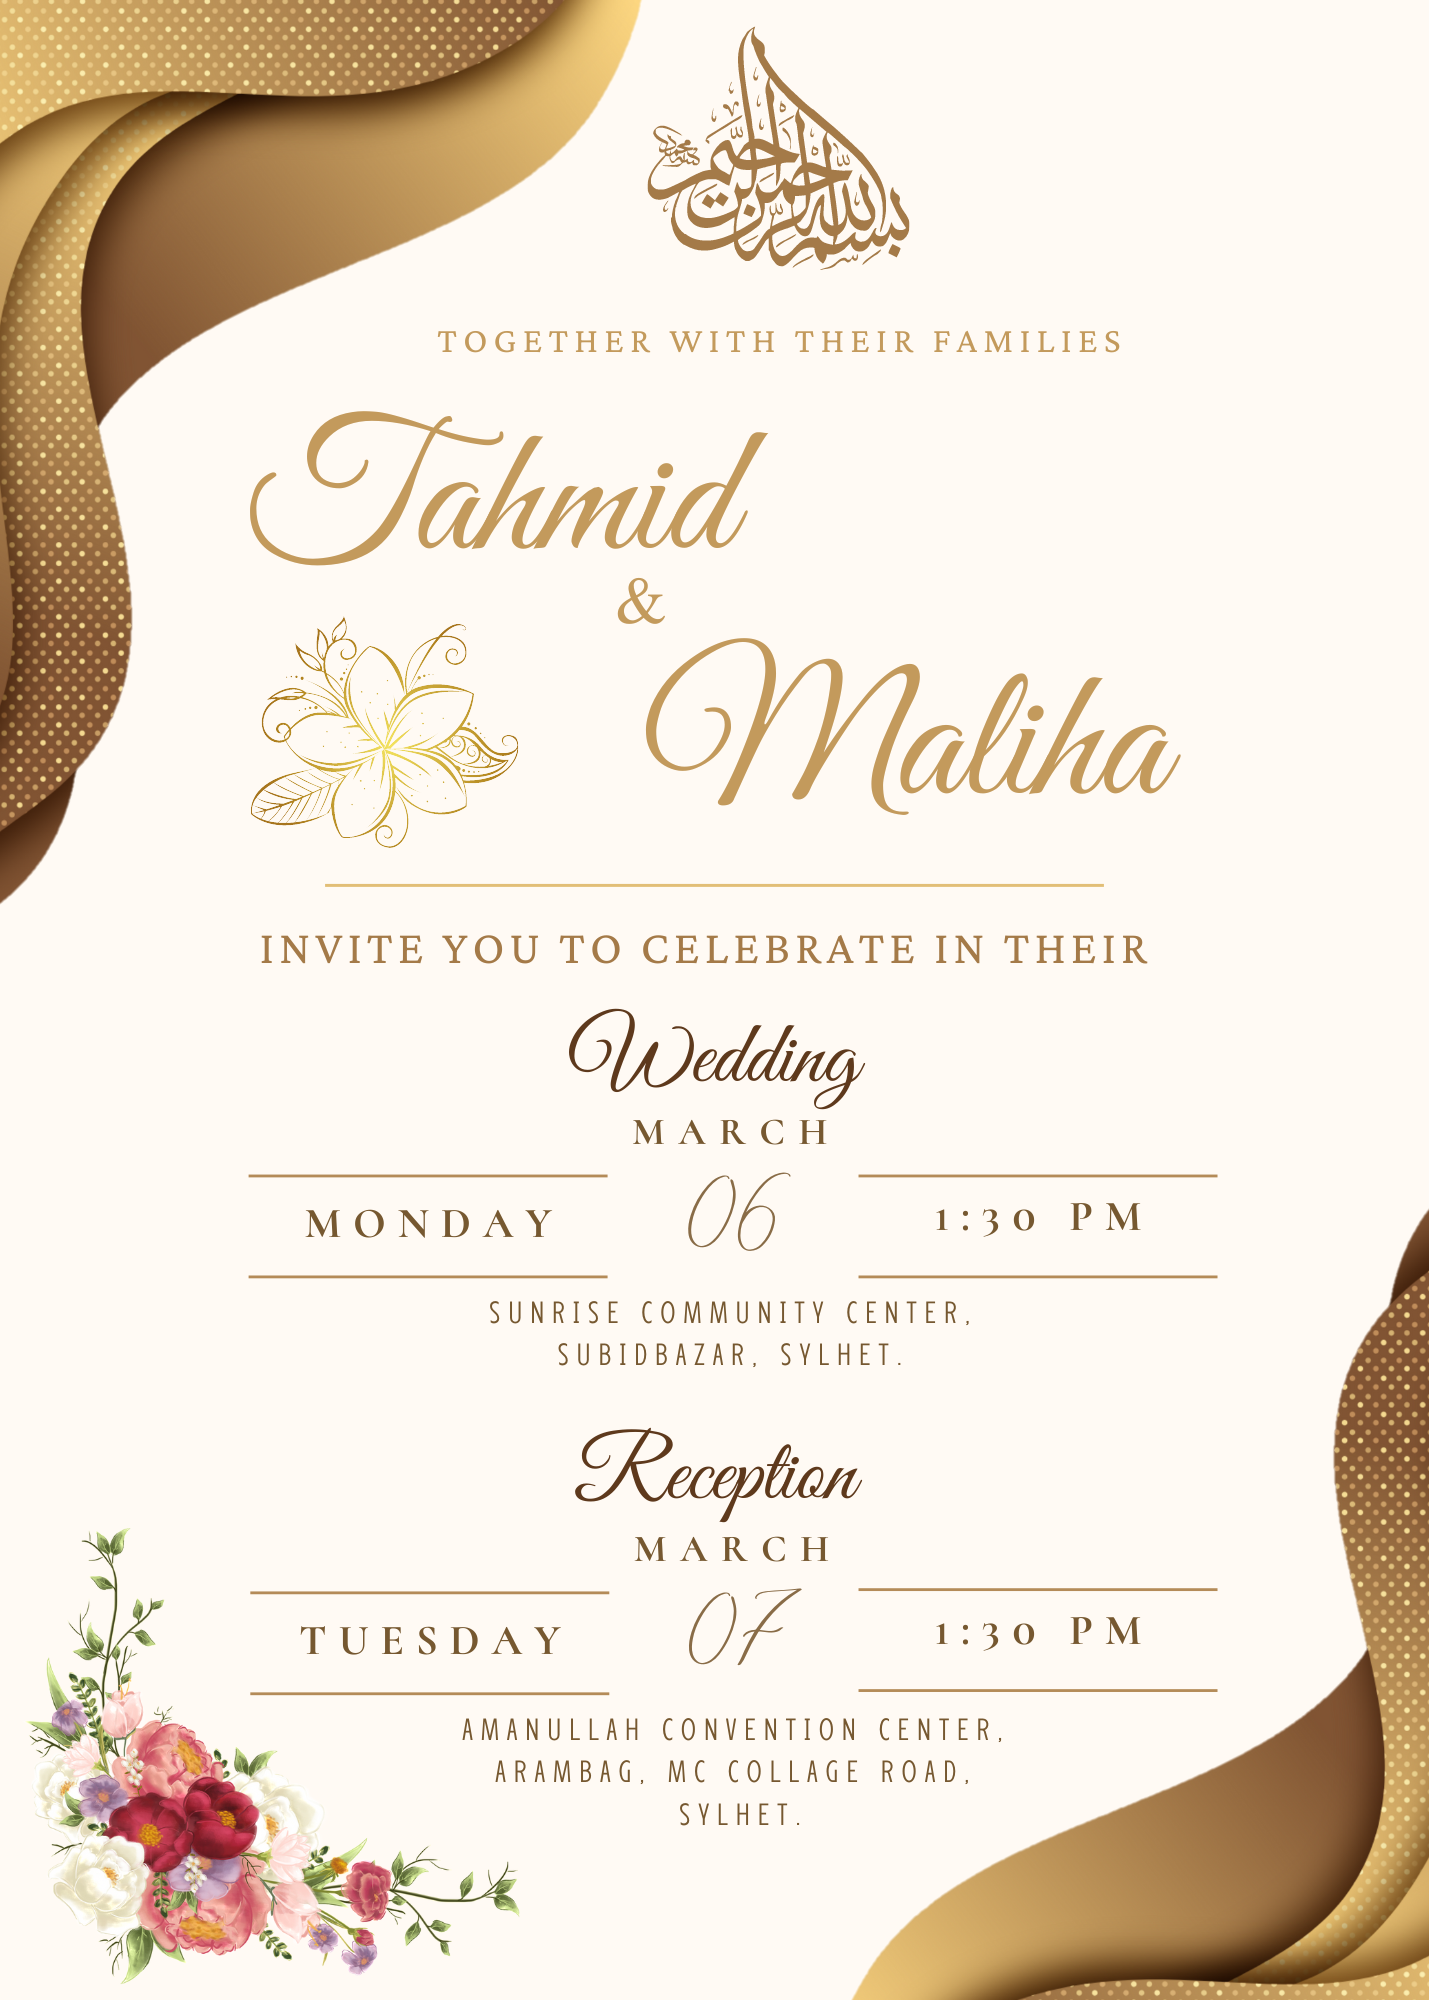 بسم الله الرحمن الرحيم
TOGETHER WITH THEIR FAMILIES
Tahmid
&
Maliha
INVITE YOU TO CELEBRATE IN THEIR
Wedding
MARCH
MONDAY 06 1:30 PM
SUNRISE COMMUNITY CENTER,
SUBIDBAZAR, SYLHET.
Reception
MARCH
TUESDAY 07 1:30 PM
AMANULLAH CONVENTION CENTER,
ARAMBAG, MC COLLAGE ROAD,
SYLHET.